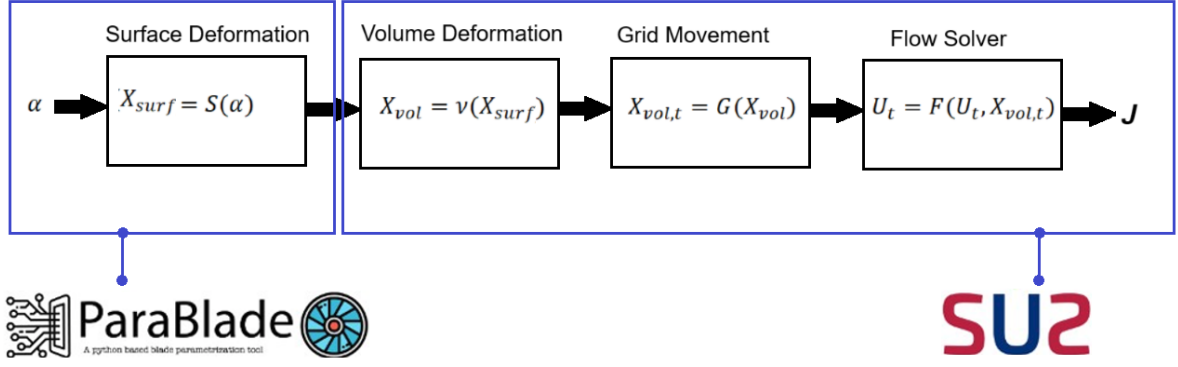 Surface Deformation
Volume Deformation
Grid Movement
Flow Solver
α
X_surf = S(α)
X_vol = ν(X_surf)
X_vol,t = G(X_vol)
U_t = F(U_t, X_vol,t)
J
ParaBlade
A python based blade parametrization tool
SU2